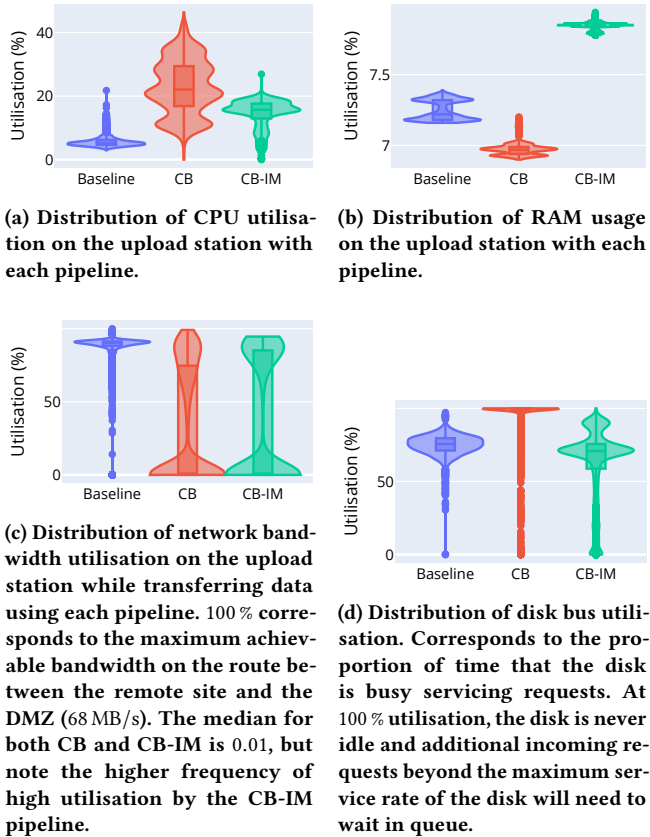 Utilisation (%)
40
20
0
Baseline
CB
CB-IM
(a) Distribution of CPU utilisa-
tion on the upload station with
each pipeline.
Utilisation (%)
7.5
7
Baseline
CB
CB-IM
(b) Distribution of RAM usage
on the upload station with each
pipeline.
Utilisation (%)
50
0
Baseline
CB
CB-IM
(c) Distribution of network band-
width utilisation on the upload
station while transferring data
using each pipeline. 100 % corre-
sponds to the maximum achiev-
able bandwidth on the route be-
tween the remote site and the
DMZ (68 MB/s). The median for
both CB and CB-IM is 0.01, but
note the higher frequency of
high utilisation by the CB-IM
pipeline.
Utilisation (%)
50
0
Baseline
CB
CB-IM
(d) Distribution of disk bus utili-
sation. Corresponds to the pro-
portion of time that the disk
is busy servicing requests. At
100 % utilisation, the disk is never
idle and additional incoming re-
quests beyond the maximum ser-
vice rate of the disk will need to
wait in queue.